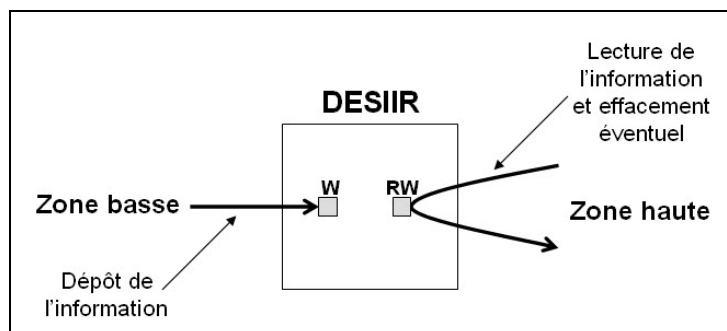 Lecture de
l'information
et effacement
éventuel
DESIIR
W
RW
Zone basse
Zone haute
Dépôt de
l'information